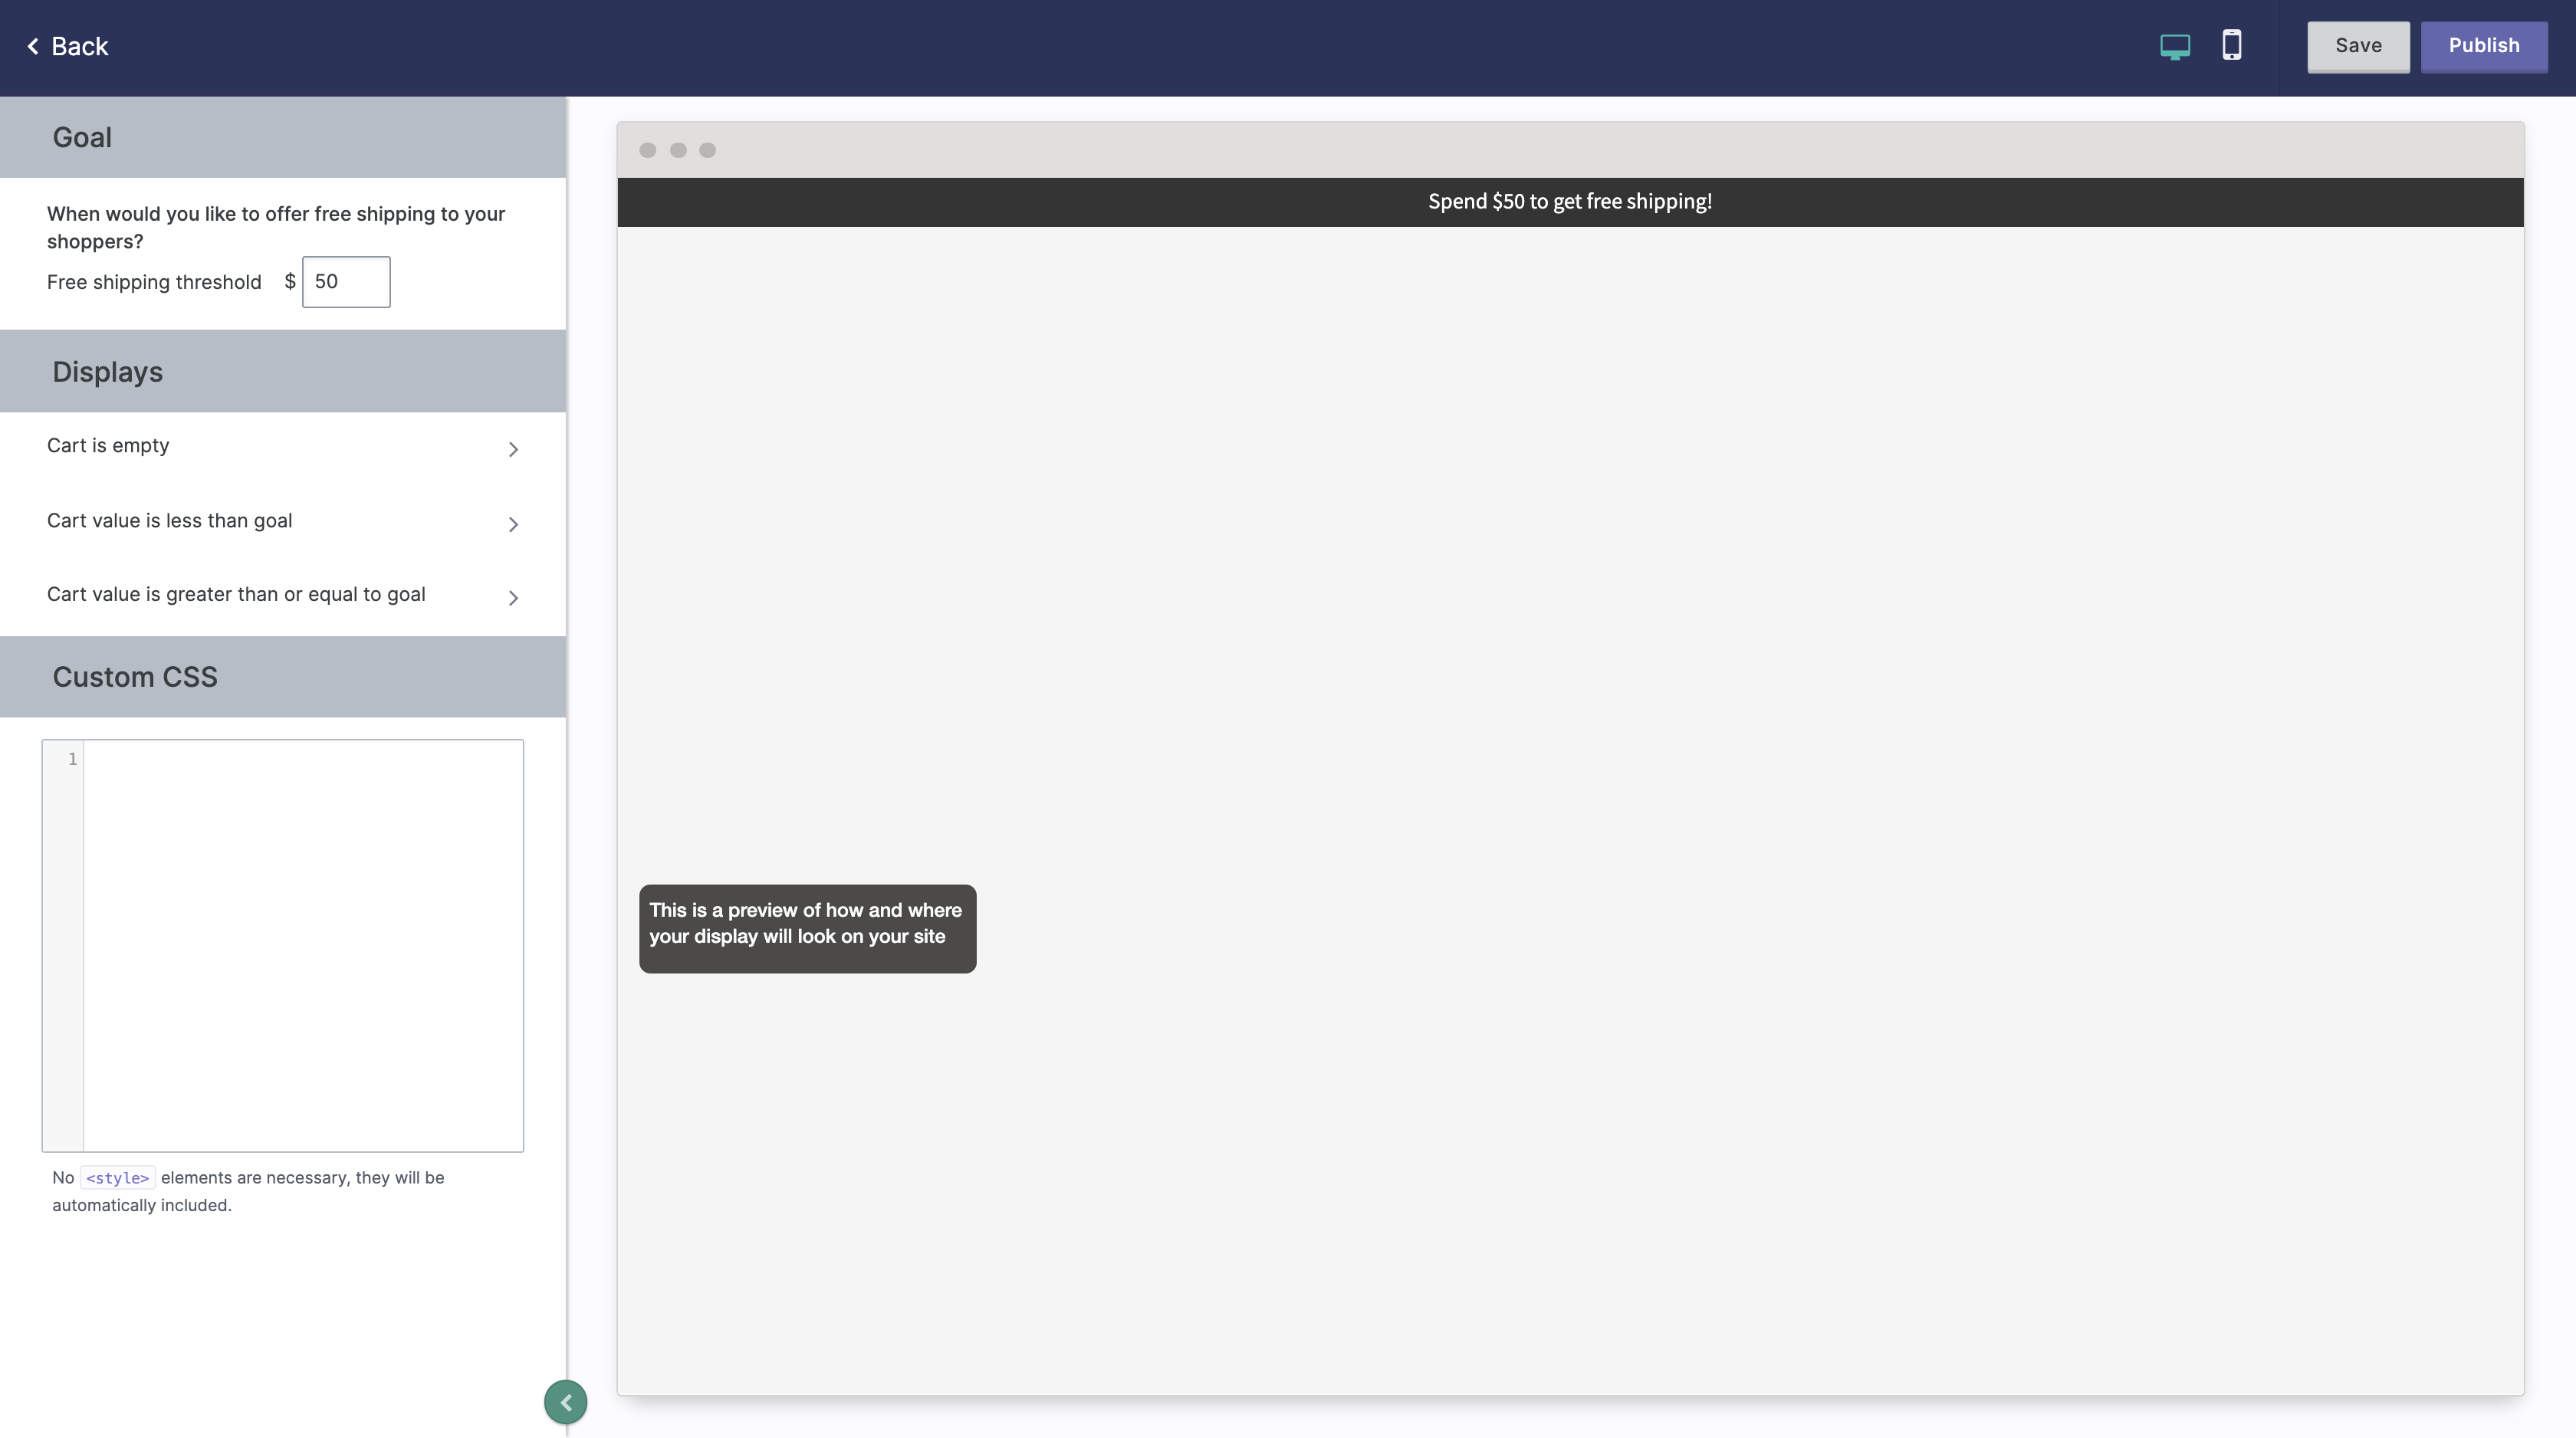 Back
Save
Publish
Goal
When would you like to offer free shipping to your
shoppers?
Free shipping threshold $ 50
Displays
Cart is empty
Cart value is less than goal
Cart value is greater than or equal to goal
Custom CSS
1
No <style> elements are necessary, they will be
automatically included.
Spend $50 to get free shipping!
This is a preview of how and where
your display will look on your site